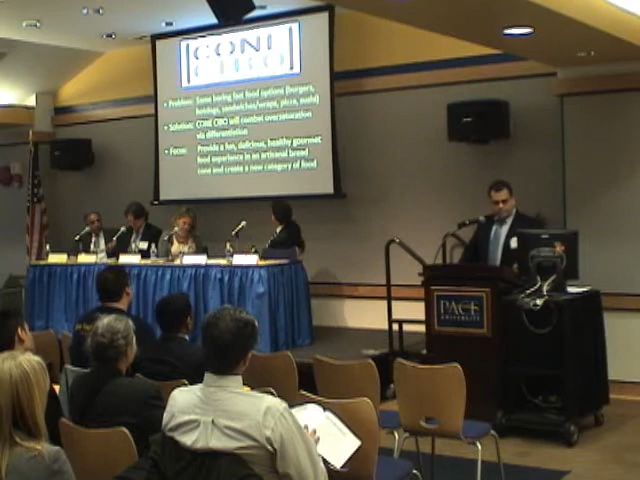 CONE
CIBO
• Problem: Same boring fast food options (burgers,
hotdogs, sandwiches/wraps, pizza, sushi)
• Solution: CONE CIBO will combat oversaturation
via differentiation
• Focus: Provide a fun, delicious, healthy gourmet
food experience in an artisanal bread
cone and create a new category of food
PACE
UNIVERSITY